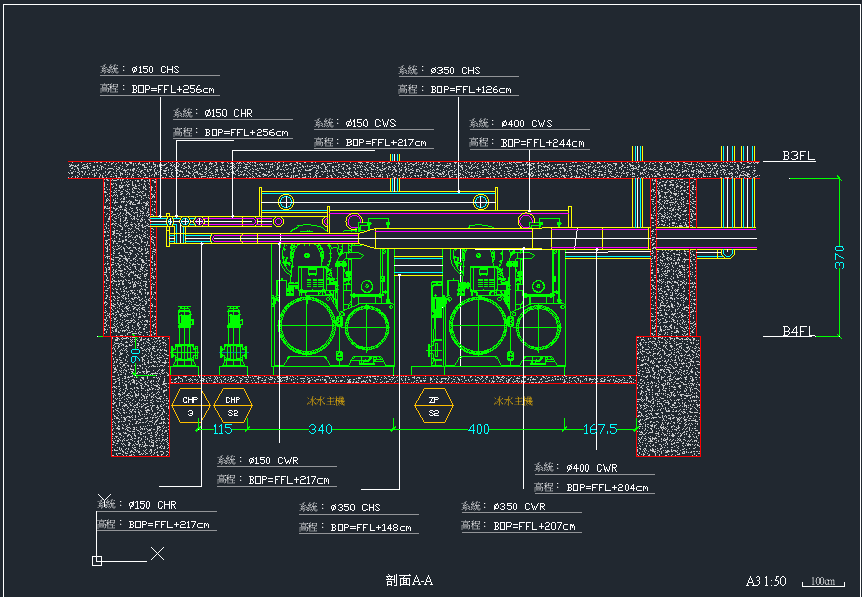 系統： ø150 CHS
高程： BOP=FFL+256cm
系統： ø350 CHS
高程： BOP=FFL+126cm
系統： ø150 CHR
高程： BOP=FFL+256cm
系統： ø150 CWS
高程： BOP=FFL+217cm
系統： ø400 CWS
高程： BOP=FFL+244cm
B3FL
370
B4FL
90
CHP
3
CHP
S2
冰水主機
ZP
S2
冰水主機
115
340
400
167.5
系統： ø150 CWR
高程： BOP=FFL+217cm
系統： ø400 CWR
高程： BOP=FFL+204cm
系統： ø150 CHR
高程： BOP=FFL+217cm
系統： ø350 CHS
高程： BOP=FFL+148cm
系統： ø350 CWR
高程： BOP=FFL+207cm
剖面A-A
A3 1:50
100cm